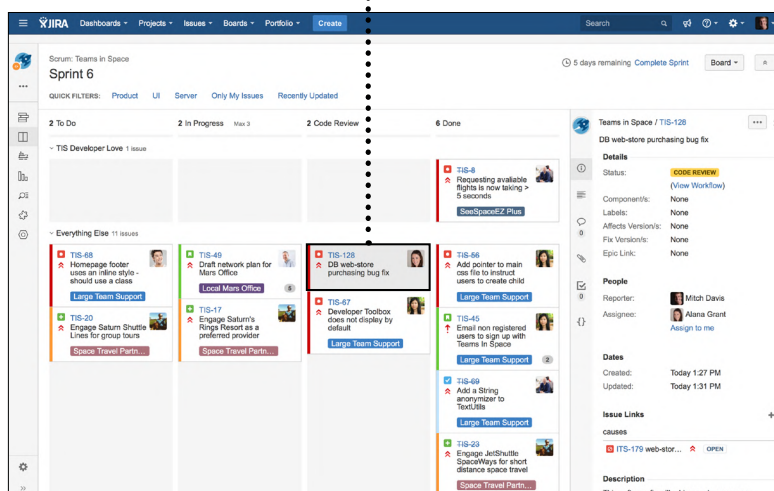 JIRA Dashboards Projects Issues Boards Portfolio Create Search
Scrum: Teams in Space
Sprint 6
5 days remaining Complete Sprint Board
QUICK FILTERS: Product UI Server Only My Issues Recently Updated
2 To Do
2 In Progress Max 3
2 Code Review
6 Done
TIS Developer Love 1 issue
TIS-8
Requesting available
flights is now taking >
5 seconds
SeeSpaceEZ Plus
Everything Else 11 issues
TIS-68
Homepage footer
uses an inline style -
should use a class
Large Team Support
TIS-20
Engage Saturn Shuttle
Lines for group tours
Space Travel Partn...
TIS-49
Draft network plan for
Mars Office
Local Mars Office 5
TIS-17
Engage Saturn's
Rings Resort as a
preferred provider
Space Travel Partn...
TIS-128
DB web-store
purchasing bug fix
TIS-67
Developer Toolbox
does not display by
default
Large Team Support
TIS-56
Add pointer to main
css file to instruct
users to create child
Large Team Support
TIS-45
Email non registered
users to sign up with
Teams In Space
Large Team Support 2
TIS-69
Add a String
anonymizer to
TextUtils
Large Team Support
TIS-23
Engage JetShuttle
SpaceWays for short
distance space travel
Space Travel Partn...
0
0
Teams in Space / TIS-128
DB web-store purchasing bug fix
Details
Status: CODE REVIEW
(View Workflow)
Component/s: None
Labels: None
Affects Version/s: None
Fix Version/s: None
Epic Link: None
People
Reporter: Mitch Davis
Assignee: Alana Grant
Assign to me
Dates
Created: Today 1:27 PM
Updated: Today 1:31 PM
Issue Links
causes
ITS-179 web-stor... OPEN
Description